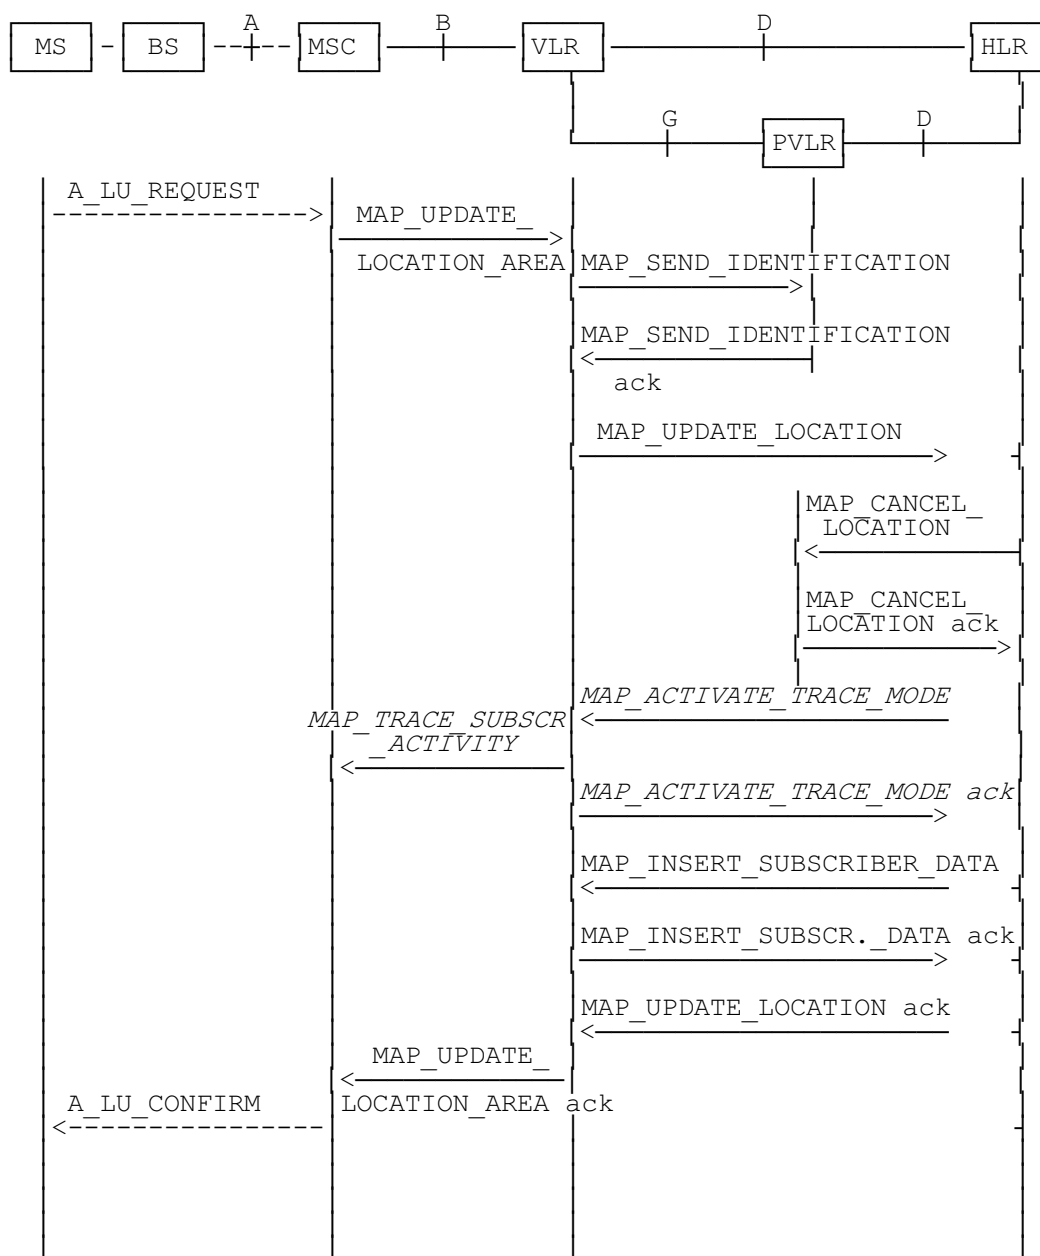 A B D
MS BS MSC VLR HLR
G D
PVLR
A_LU_REQUEST
MAP_UPDATE_
LOCATION_AREA
MAP_SEND_IDENTIFICATION
MAP_SEND_IDENTIFICATION
ack
MAP_UPDATE_LOCATION
MAP_CANCEL_
LOCATION
MAP_CANCEL_
LOCATION ack
MAP_ACTIVATE_TRACE_MODE
MAP_TRACE_SUBSCR
_ACTIVITY
MAP_ACTIVATE_TRACE_MODE ack
MAP_INSERT_SUBSCRIBER_DATA
MAP_INSERT_SUBSCR._DATA ack
MAP_UPDATE_LOCATION ack
MAP_UPDATE_
LOCATION_AREA ack
A_LU_CONFIRM